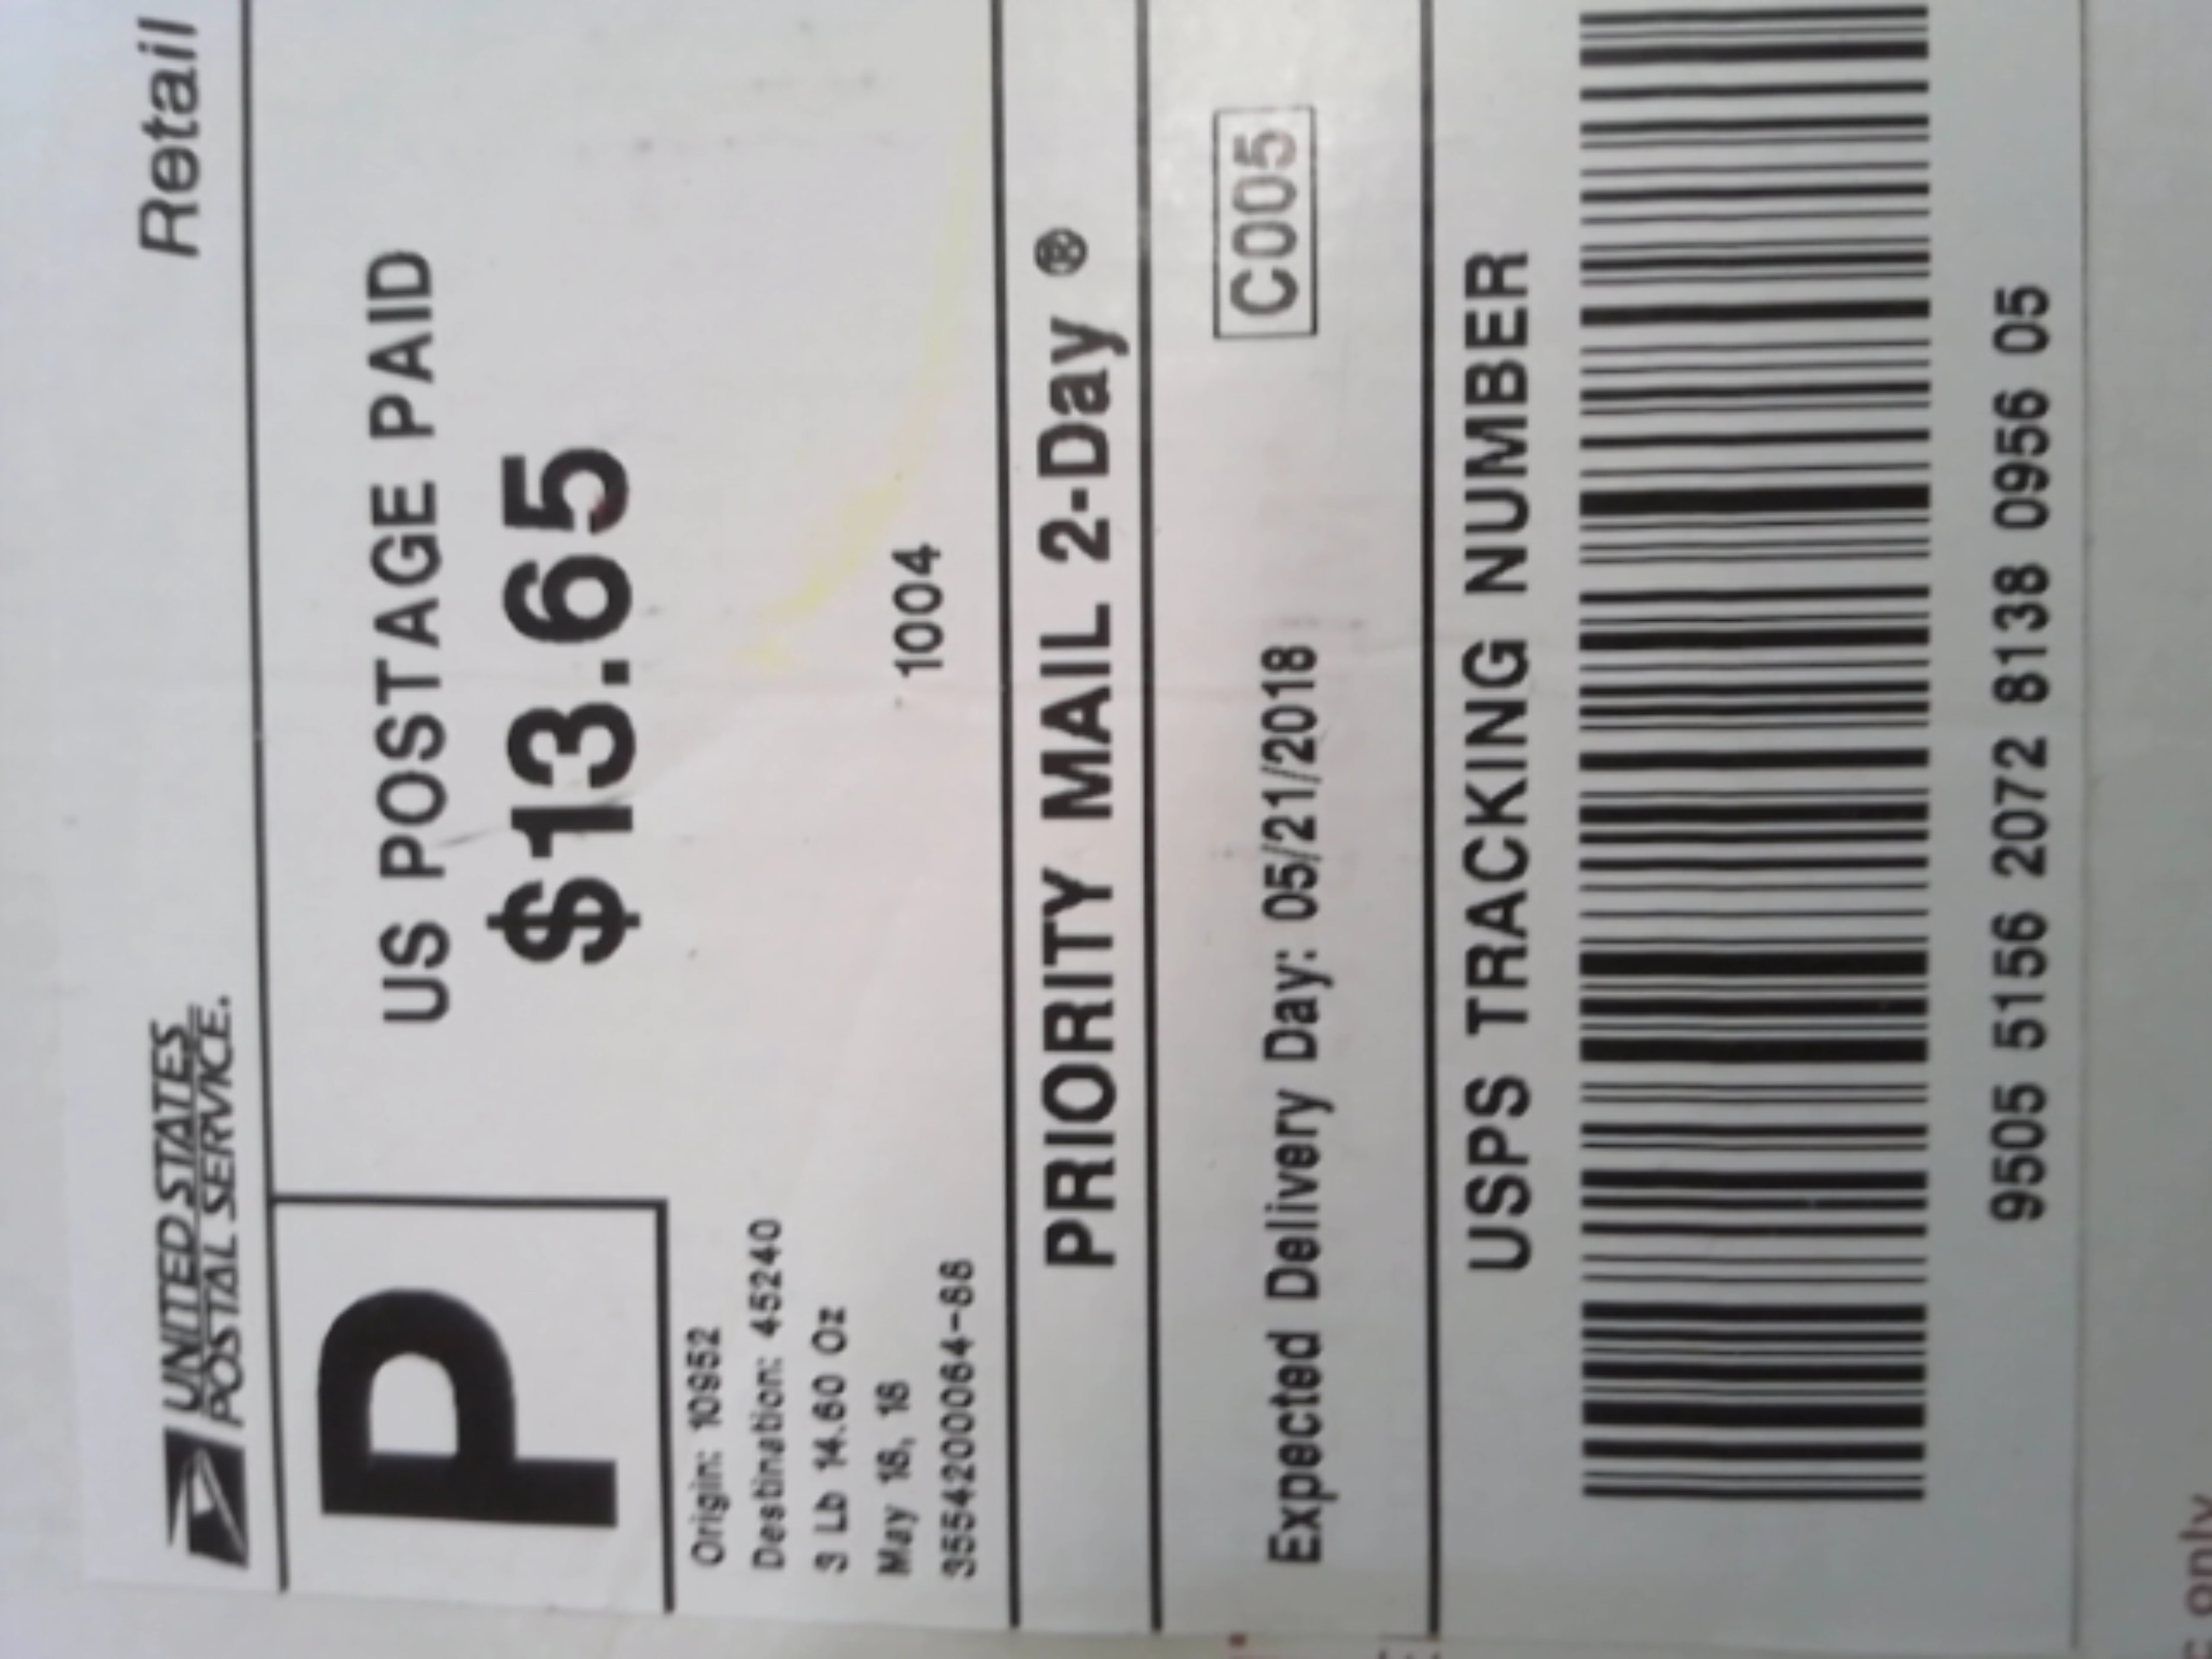 UNITED STATES
POSTAL SERVICE.
Retail
P
US POSTAGE PAID
$13.65
Origin: 10952
Destination: 45240
3 Lb 14.60 Oz
May 18, 18
3554200064-88
1004
PRIORITY MAIL 2-Day ®
Expected Delivery Day: 05/21/2018
C005
USPS TRACKING NUMBER
9505 5156 2072 8138 0956 05
only